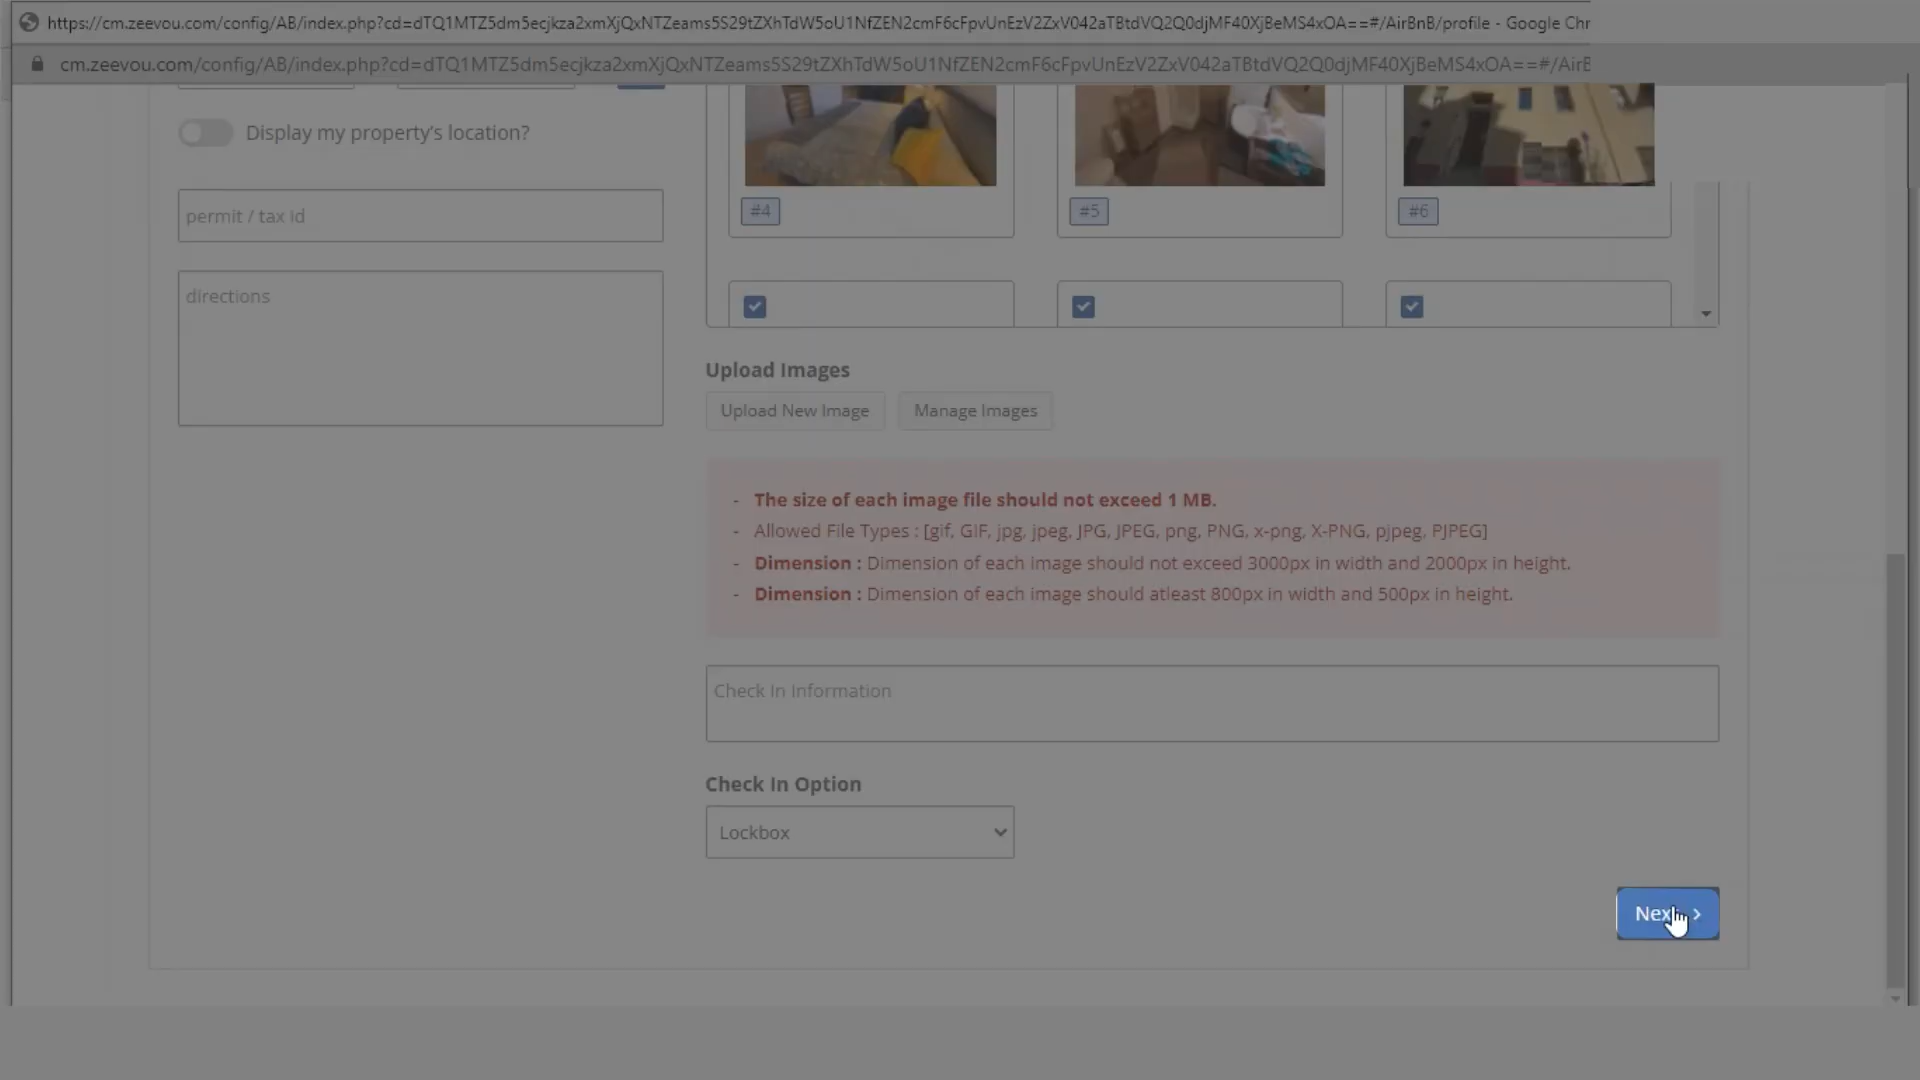 https://cm.zeevou.com/config/AB/index.php?cd=dTQ1MTZ5dm5ecjkza2xmXjQxNTZeams5S29tZXhTdW5oU1NfZEN2cmF6cFpvUnEzV2ZxV042aTBtdVQ2Q0djMF40XjBeMS4xOA==#/AirBnB/profile - Google Chr
cm.zeevou.com/config/AB/index.php?cd=dTQ1MTZ5dm5ecjkza2xmXjQxNTZeams5S29tZXhTdW5oU1NfZEN2cmF6cFpvUnEzV2ZxV042aTBtdVQ2Q0djMF40XjBeMS4xOA==#/AirB
Display my property's location?
permit / tax id
directions
#4
#5
#6
Upload Images
Upload New Image
Manage Images
- The size of each image file should not exceed 1 MB.
- Allowed File Types : [gif, GIF, jpg, jpeg, JPG, JPEG, png, PNG, x-png, X-PNG, pjpeg, PJPEG]
- Dimension : Dimension of each image should not exceed 3000px in width and 2000px in height.
- Dimension : Dimension of each image should atleast 800px in width and 500px in height.
Check In Information
Check In Option
Lockbox
Next